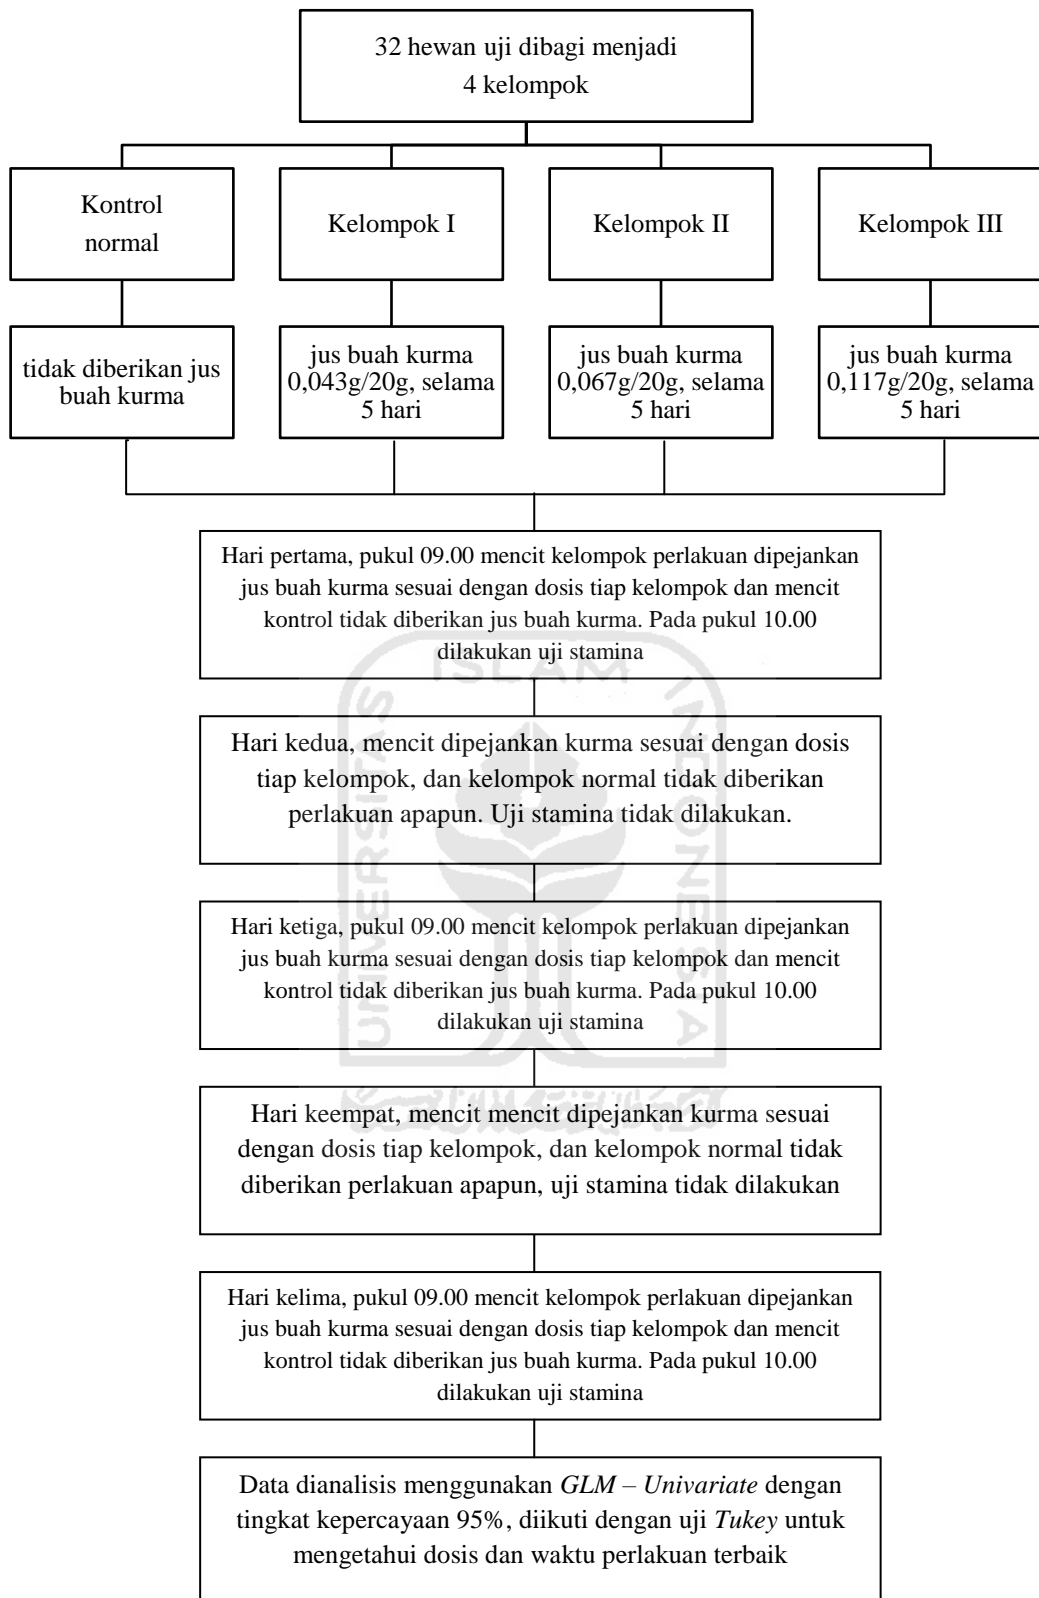 32 hewan uji dibagi menjadi
4 kelompok
Kontrol
normal
Kelompok I
Kelompok II
Kelompok III
tidak diberikan jus
buah kurma
jus buah kurma
0,043g/20g, selama
5 hari
jus buah kurma
0,067g/20g, selama
5 hari
jus buah kurma
0,117g/20g, selama
5 hari
Hari pertama, pukul 09.00 mencit kelompok perlakuan dipejankan
jus buah kurma sesuai dengan dosis tiap kelompok dan mencit
kontrol tidak diberikan jus buah kurma. Pada pukul 10.00
dilakukan uji stamina
Hari kedua, mencit dipejankan kurma sesuai dengan dosis
tiap kelompok, dan kelompok normal tidak diberikan
perlakuan apapun. Uji stamina tidak dilakukan.
Hari ketiga, pukul 09.00 mencit kelompok perlakuan dipejankan
jus buah kurma sesuai dengan dosis tiap kelompok dan mencit
kontrol tidak diberikan jus buah kurma. Pada pukul 10.00
dilakukan uji stamina
Hari keempat, mencit mencit dipejankan kurma sesuai
dengan dosis tiap kelompok, dan kelompok normal tidak
diberikan perlakuan apapun, uji stamina tidak dilakukan
Hari kelima, pukul 09.00 mencit kelompok perlakuan dipejankan
jus buah kurma sesuai dengan dosis tiap kelompok dan mencit
kontrol tidak diberikan jus buah kurma. Pada pukul 10.00
dilakukan uji stamina
Data dianalisis menggunakan GLM – Univariate dengan
tingkat kepercayaan 95%, diikuti dengan uji Tukey untuk
mengetahui dosis dan waktu perlakuan terbaik
UNIVERSITAS
ISLAM
INDONESIA